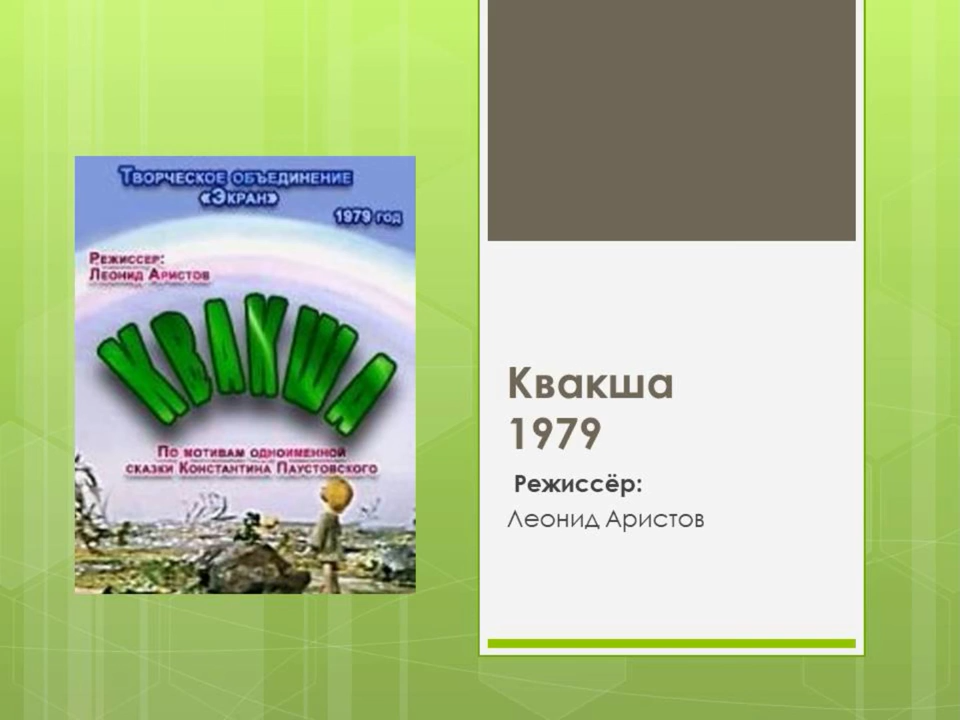 Творческое объединение
«Экран»
1979 год
Режиссер:
Леонид Аристов
КВАКША
По мотивам одноименной
сказки Константина Паустовского
Квакша
1979
Режиссёр:
Леонид Аристов